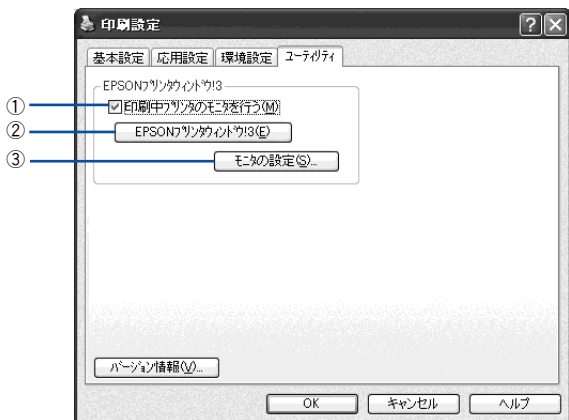 印刷設定
基本設定 応用設定 環境設定 ユーティリティ
EPSONプリンタウィンドウ!3
① 印刷中プリンタのモニタを行う(M)
② EPSONプリンタウィンドウ!3(E)
③ モニタの設定(S)...
バージョン情報(V)...
OK キャンセル ヘルプ